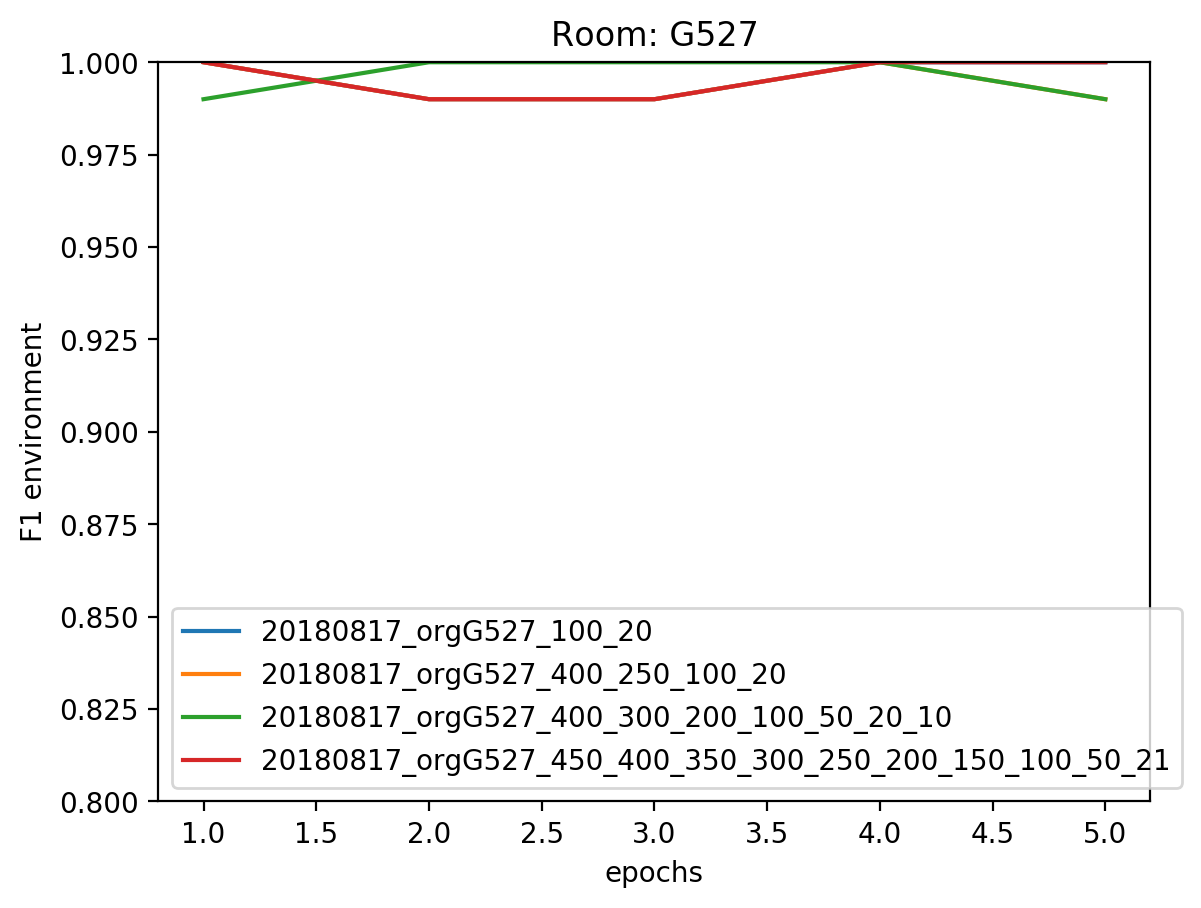 Room: G527
1.000
0.975
0.950
0.925
0.900
0.875
0.850
0.825
0.800
F1 environment
20180817_orgG527_100_20
20180817_orgG527_400_250_100_20
20180817_orgG527_400_300_200_100_50_20_10
20180817_orgG527_450_400_350_300_250_200_150_100_50_21
1.0 1.5 2.0 2.5 3.0 3.5 4.0 4.5 5.0
epochs